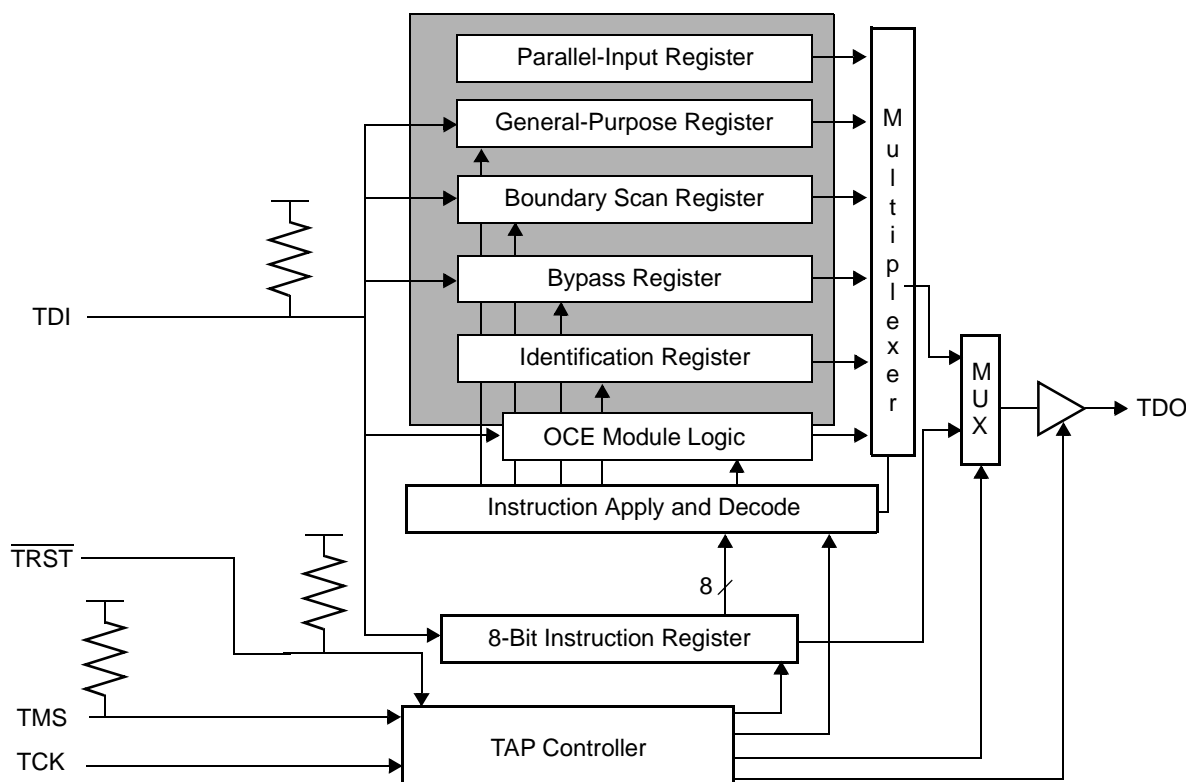 Parallel-Input Register
General-Purpose Register
Boundary Scan Register
Bypass Register
Identification Register
OCE Module Logic
Multiplexer
MUX
TDI
TDO
Instruction Apply and Decode
TRST
8
8-Bit Instruction Register
TMS
TAP Controller
TCK